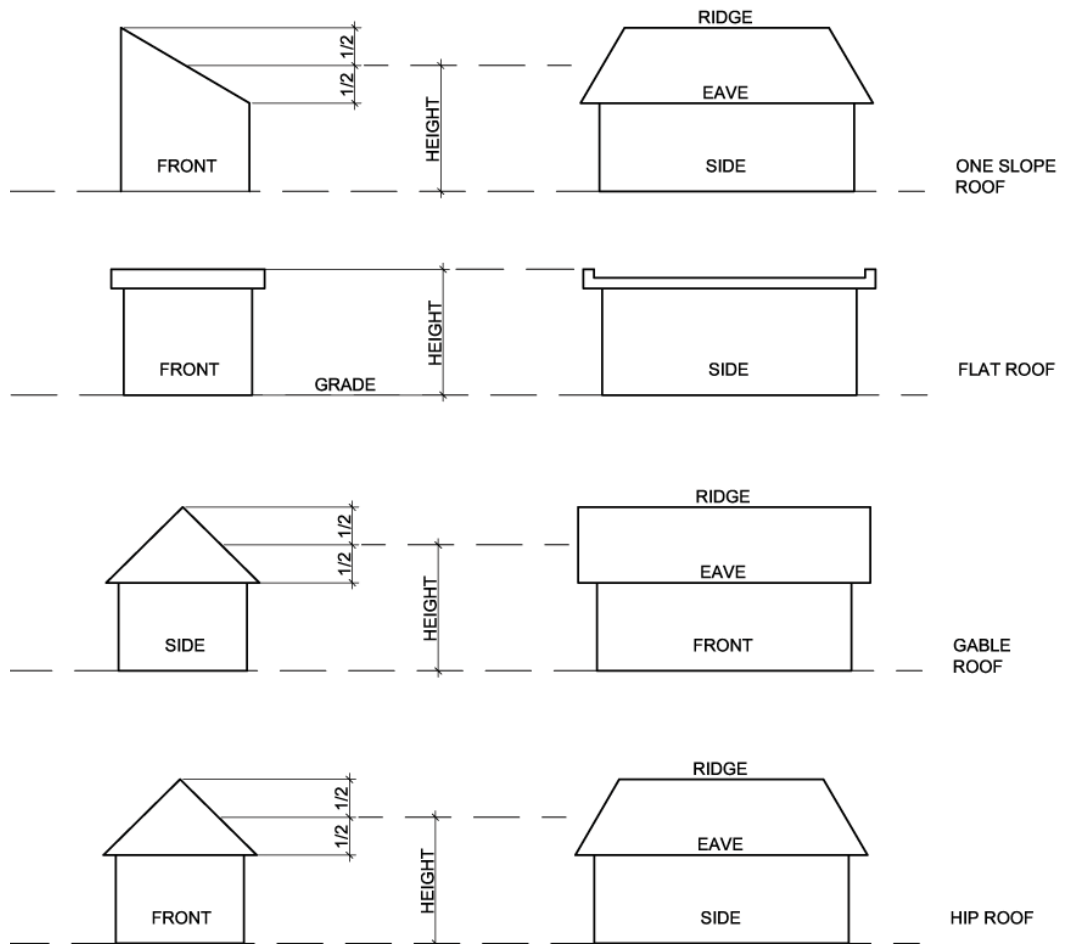 RIDGE
1/2
1/2
EAVE
HEIGHT
FRONT
SIDE
ONE SLOPE
ROOF
HEIGHT
FRONT
SIDE
FLAT ROOF
GRADE
RIDGE
1/2
1/2
EAVE
HEIGHT
SIDE
FRONT
GABLE
ROOF
RIDGE
1/2
1/2
EAVE
HEIGHT
FRONT
SIDE
HIP ROOF